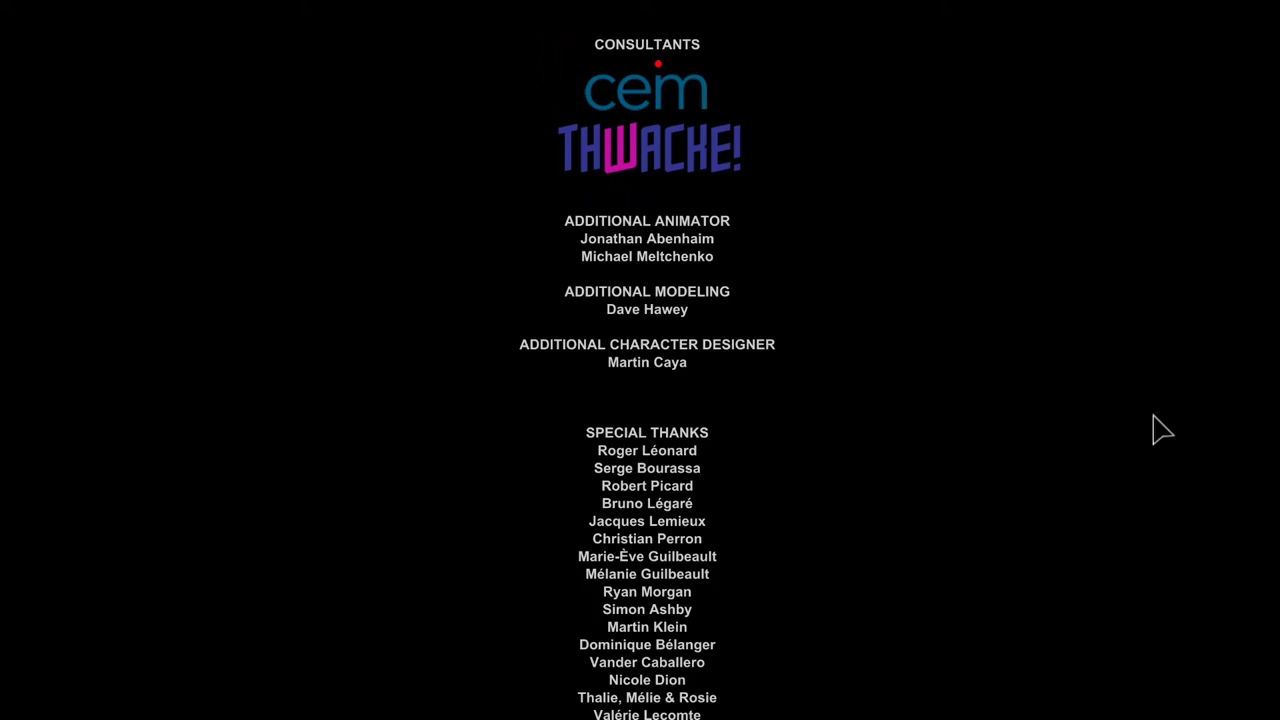 CONSULTANTS
ceim
THWACKE!
ADDITIONAL ANIMATOR
Jonathan Abenhaim
Michael Meltchenko
ADDITIONAL MODELING
Dave Hawey
ADDITIONAL CHARACTER DESIGNER
Martin Caya
SPECIAL THANKS
Roger Léonard
Serge Bourassa
Robert Picard
Bruno Légaré
Jacques Lemieux
Christian Perron
Marie-Ève Guilbeault
Mélanie Guilbeault
Ryan Morgan
Simon Ashby
Martin Klein
Dominique Bélanger
Vander Caballero
Nicole Dion
Thalie, Mélie & Rosie
Valérie Lecomte